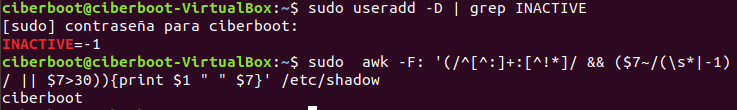 ciberboot@ciberboot-VirtualBox:~$ sudo useradd -D | grep INACTIVE
[sudo] contraseña para ciberboot:
INACTIVE=-1
ciberboot@ciberboot-VirtualBox:~$ sudo  awk -F: '(/^[^:]+:[^!*]/ && ($7~/(\s*|-1)
/ || $7>30)){print $1 " " $7}' /etc/shadow
ciberboot